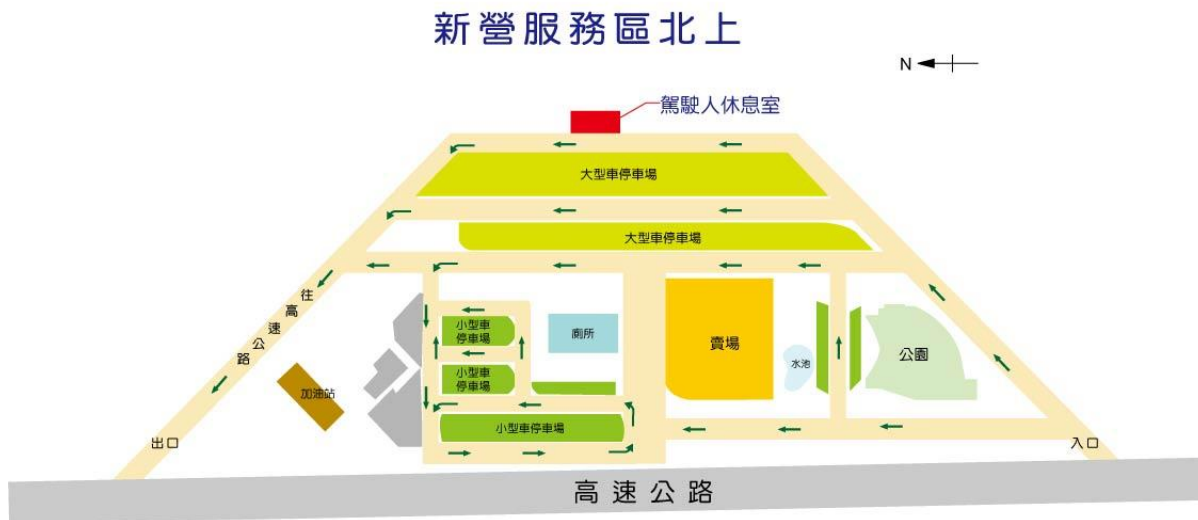 新營服務區北上
N
駕駛人休息室
大型車停車場
大型車停車場
往高速公路
小型車
停車場
廁所
賣場
水池
公園
小型車
停車場
加油站
小型車停車場
出口
入口
高速公路